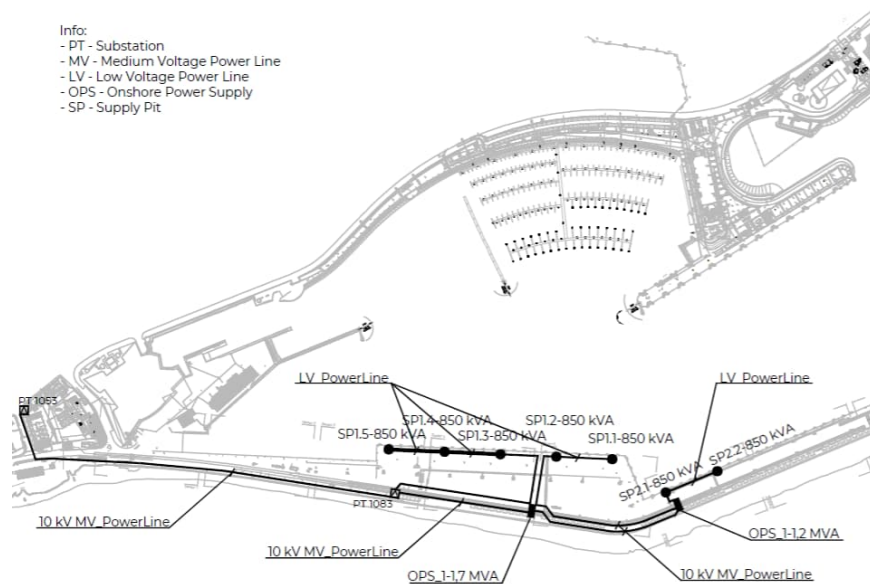 Info:
- PT - Substation
- MV - Medium Voltage Power Line
- LV - Low Voltage Power Line
- OPS - Onshore Power Supply
- SP - Supply Pit
LV_PowerLine
LV_PowerLine
PT 1053
SP1.4-850 kVA
SP1.2-850 kVA
SP1.5-850 kVA
SP1.3-850 kVA
SP1.1-850 kVA
SP2.1-850 kVA
SP2.2-850 kVA
PT 1083
10 kV MV_PowerLine
10 kV MV_PowerLine
OPS_1-1,2 MVA
OPS_1-1,7 MVA
10 kV MV_PowerLine